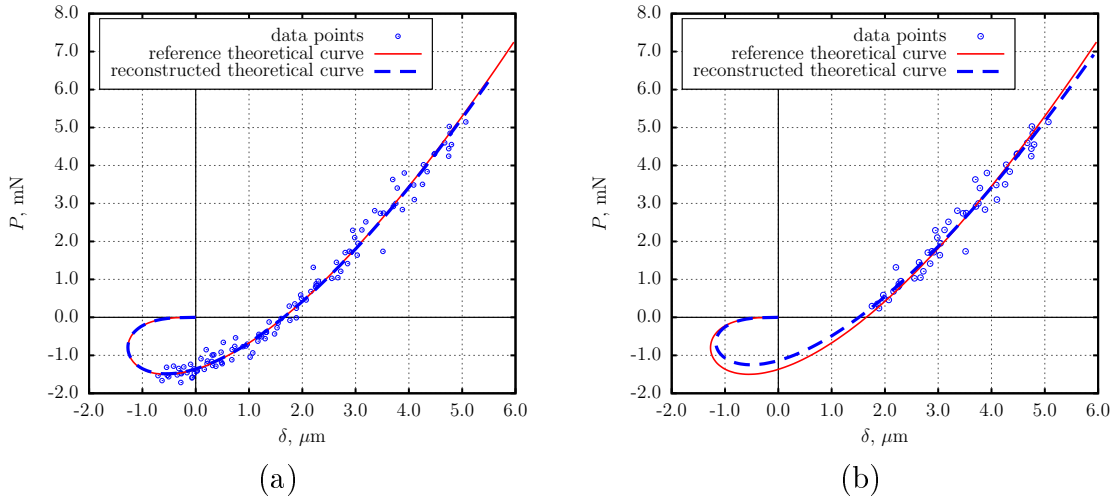 8.0
7.0
6.0
5.0
4.0
3.0
2.0
1.0
0.0
-1.0
-2.0
P, mN
data points
reference theoretical curve
reconstructed theoretical curve
-2.0 -1.0 0.0 1.0 2.0 3.0 4.0 5.0 6.0
δ, μm
(a)
8.0
7.0
6.0
5.0
4.0
3.0
2.0
1.0
0.0
-1.0
-2.0
P, mN
data points
reference theoretical curve
reconstructed theoretical curve
-2.0 -1.0 0.0 1.0 2.0 3.0 4.0 5.0 6.0
δ, μm
(b)